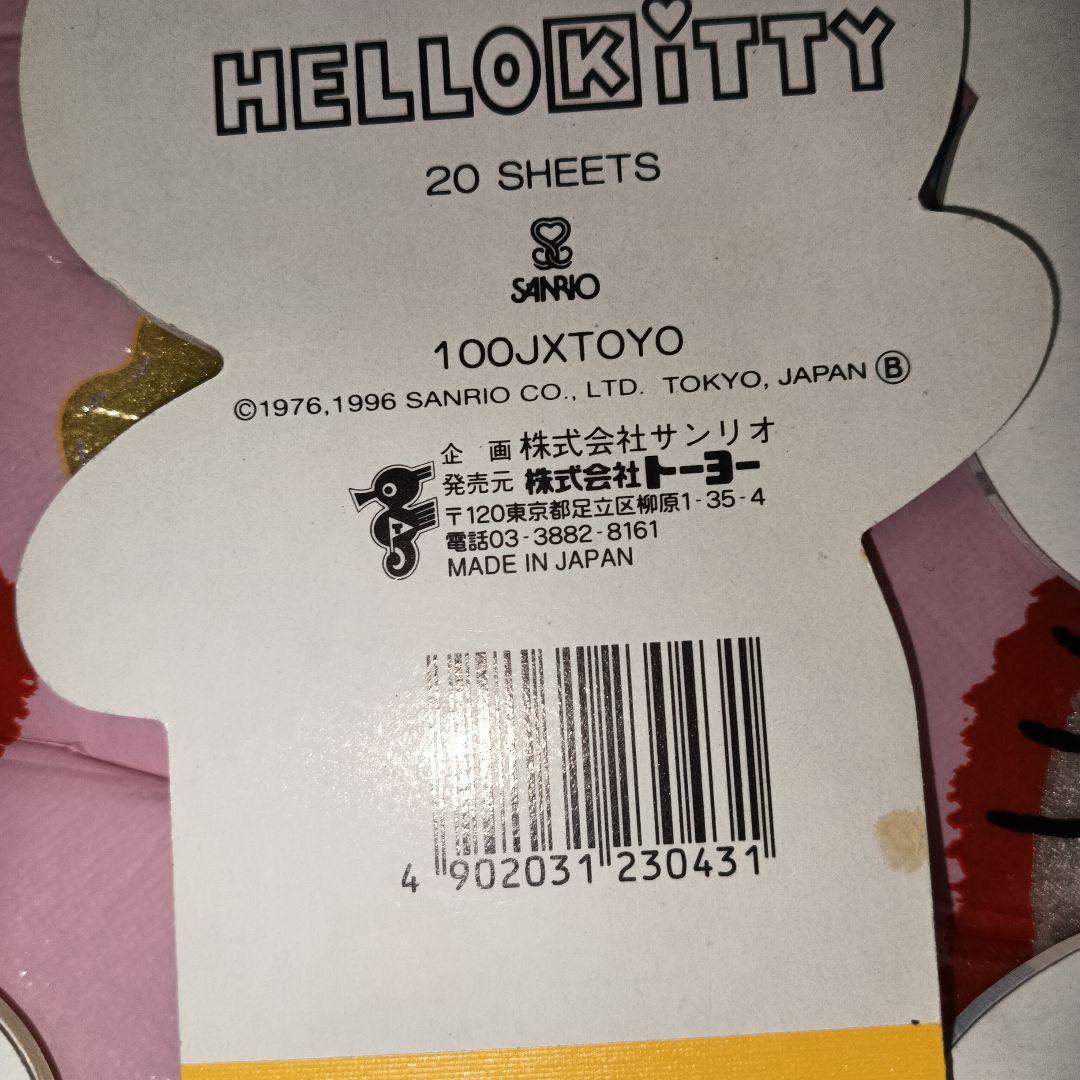 HELLO KiTTY
20 SHEETS
SANRIO
100JXTOYO
©1976,1996 SANRIO CO., LTD. TOKYO, JAPAN Ⓑ
企 画 株式会社サンリオ
発売元 株式会社トーヨー
〒120東京都足立区柳原1-35-4
電話03-3882-8161
MADE IN JAPAN
4 902031 230431